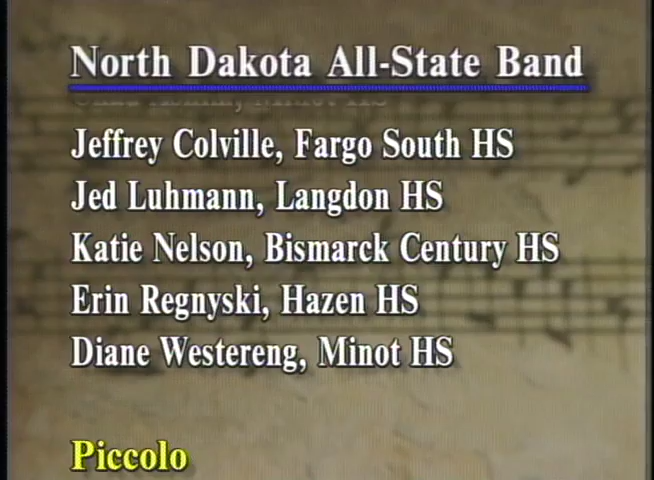 North Dakota All-State Band
Jeffrey Colville, Fargo South HS
Jed Luhmann, Langdon HS
Katie Nelson, Bismarck Century HS
Erin Regnyski, Hazen HS
Diane Westereng, Minot HS
Piccolo